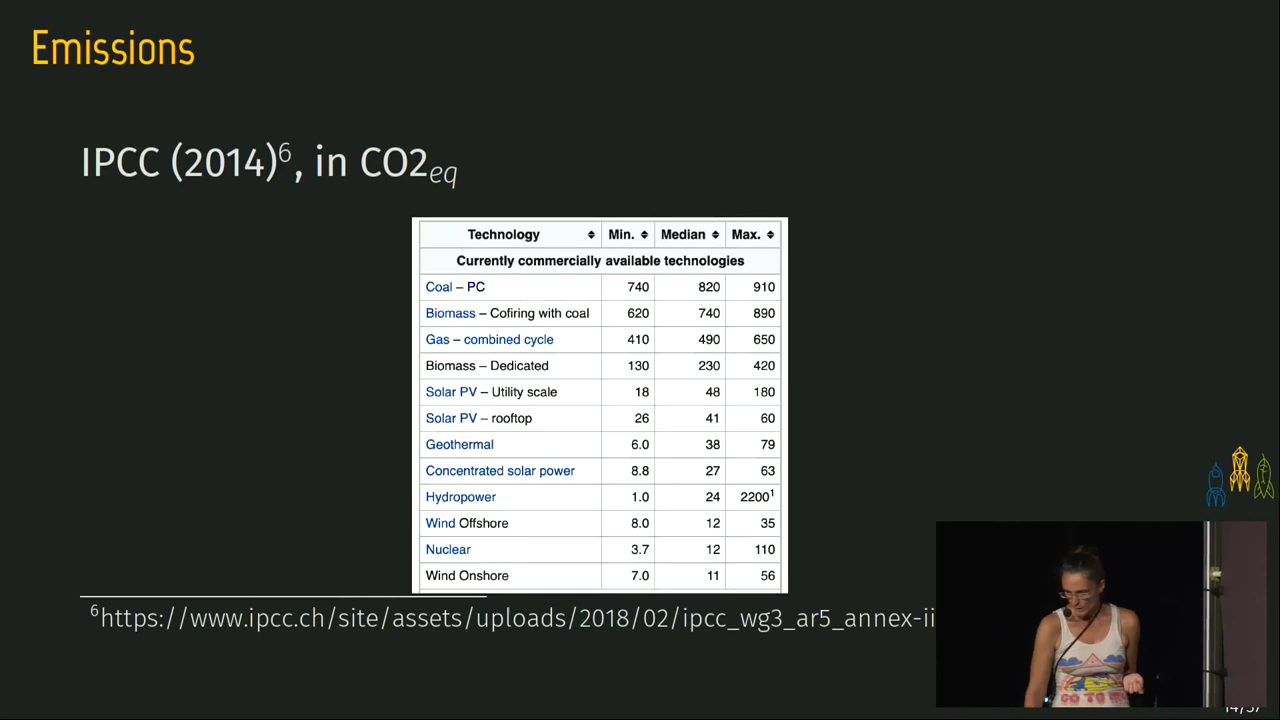 Emissions
IPCC (2014)6, in CO2eq
Technology Min. Median Max.
Currently commercially available technologies
Coal – PC 740 820 910
Biomass – Cofiring with coal 620 740 890
Gas – combined cycle 410 490 650
Biomass – Dedicated 130 230 420
Solar PV – Utility scale 18 48 180
Solar PV – rooftop 26 41 60
Geothermal 6.0 38 79
Concentrated solar power 8.8 27 63
Hydropower 1.0 24 22001
Wind Offshore 8.0 12 35
Nuclear 3.7 12 110
Wind Onshore 7.0 11 56
6https://www.ipcc.ch/site/assets/uploads/2018/02/ipcc_wg3_ar5_annex-ii
GO TO